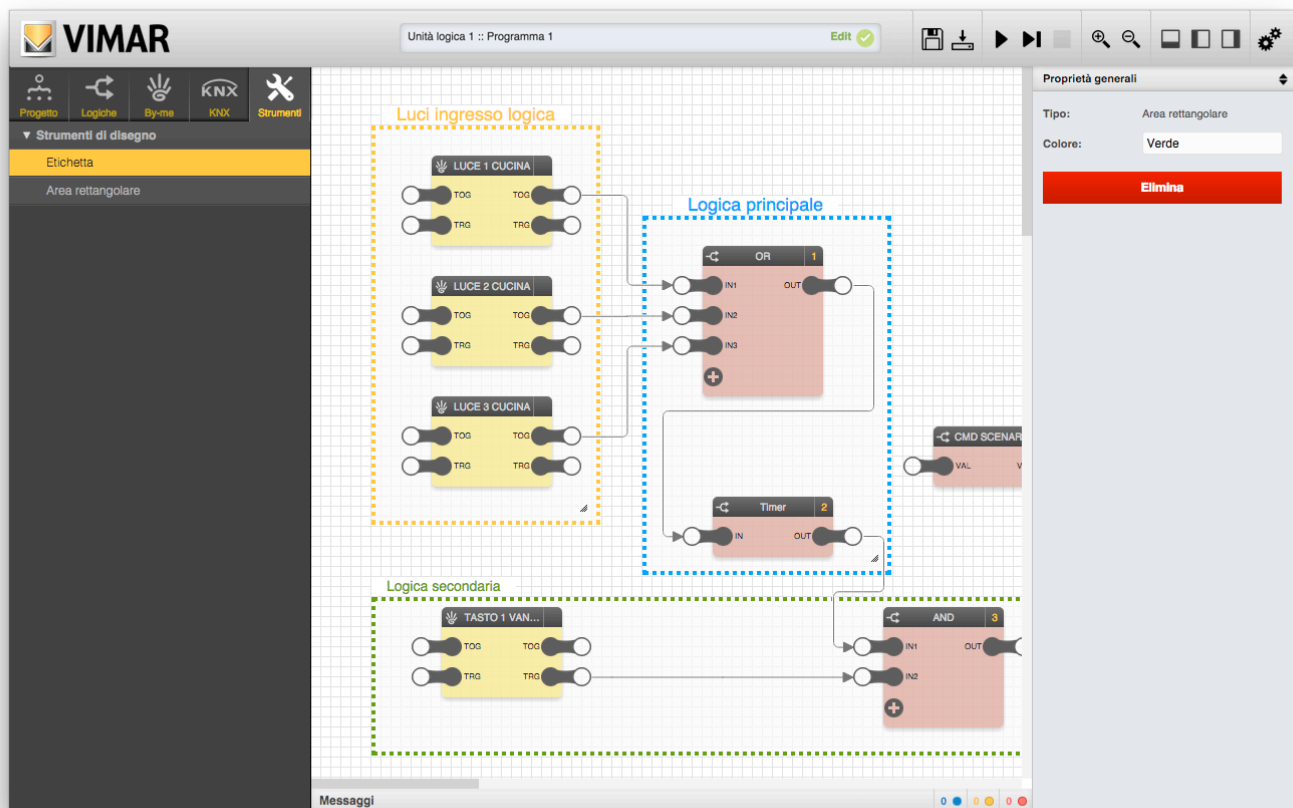 VIMAR
Unità logica 1 :: Programma 1
Edit
Progetto
Logiche
By-me
KNX
KNX
Strumenti
▼ Strumenti di disegno
Etichetta
Area rettangolare
Luci ingresso logica
LUCE 1 CUCINA
TOG TOG
TRG TRG
LUCE 2 CUCINA
TOG TOG
TRG TRG
LUCE 3 CUCINA
TOG TOG
TRG TRG
Logica principale
OR 1
IN1 OUT
IN2
IN3
Timer 2
IN OUT
CMD SCENAR
VAL V
Logica secondaria
TASTO 1 VAN...
TOG TOG
TRG TRG
AND 3
IN1 OUT
IN2
Proprietà generali
Tipo: Area rettangolare
Colore: Verde
Elimina
Messaggi
0 0 0